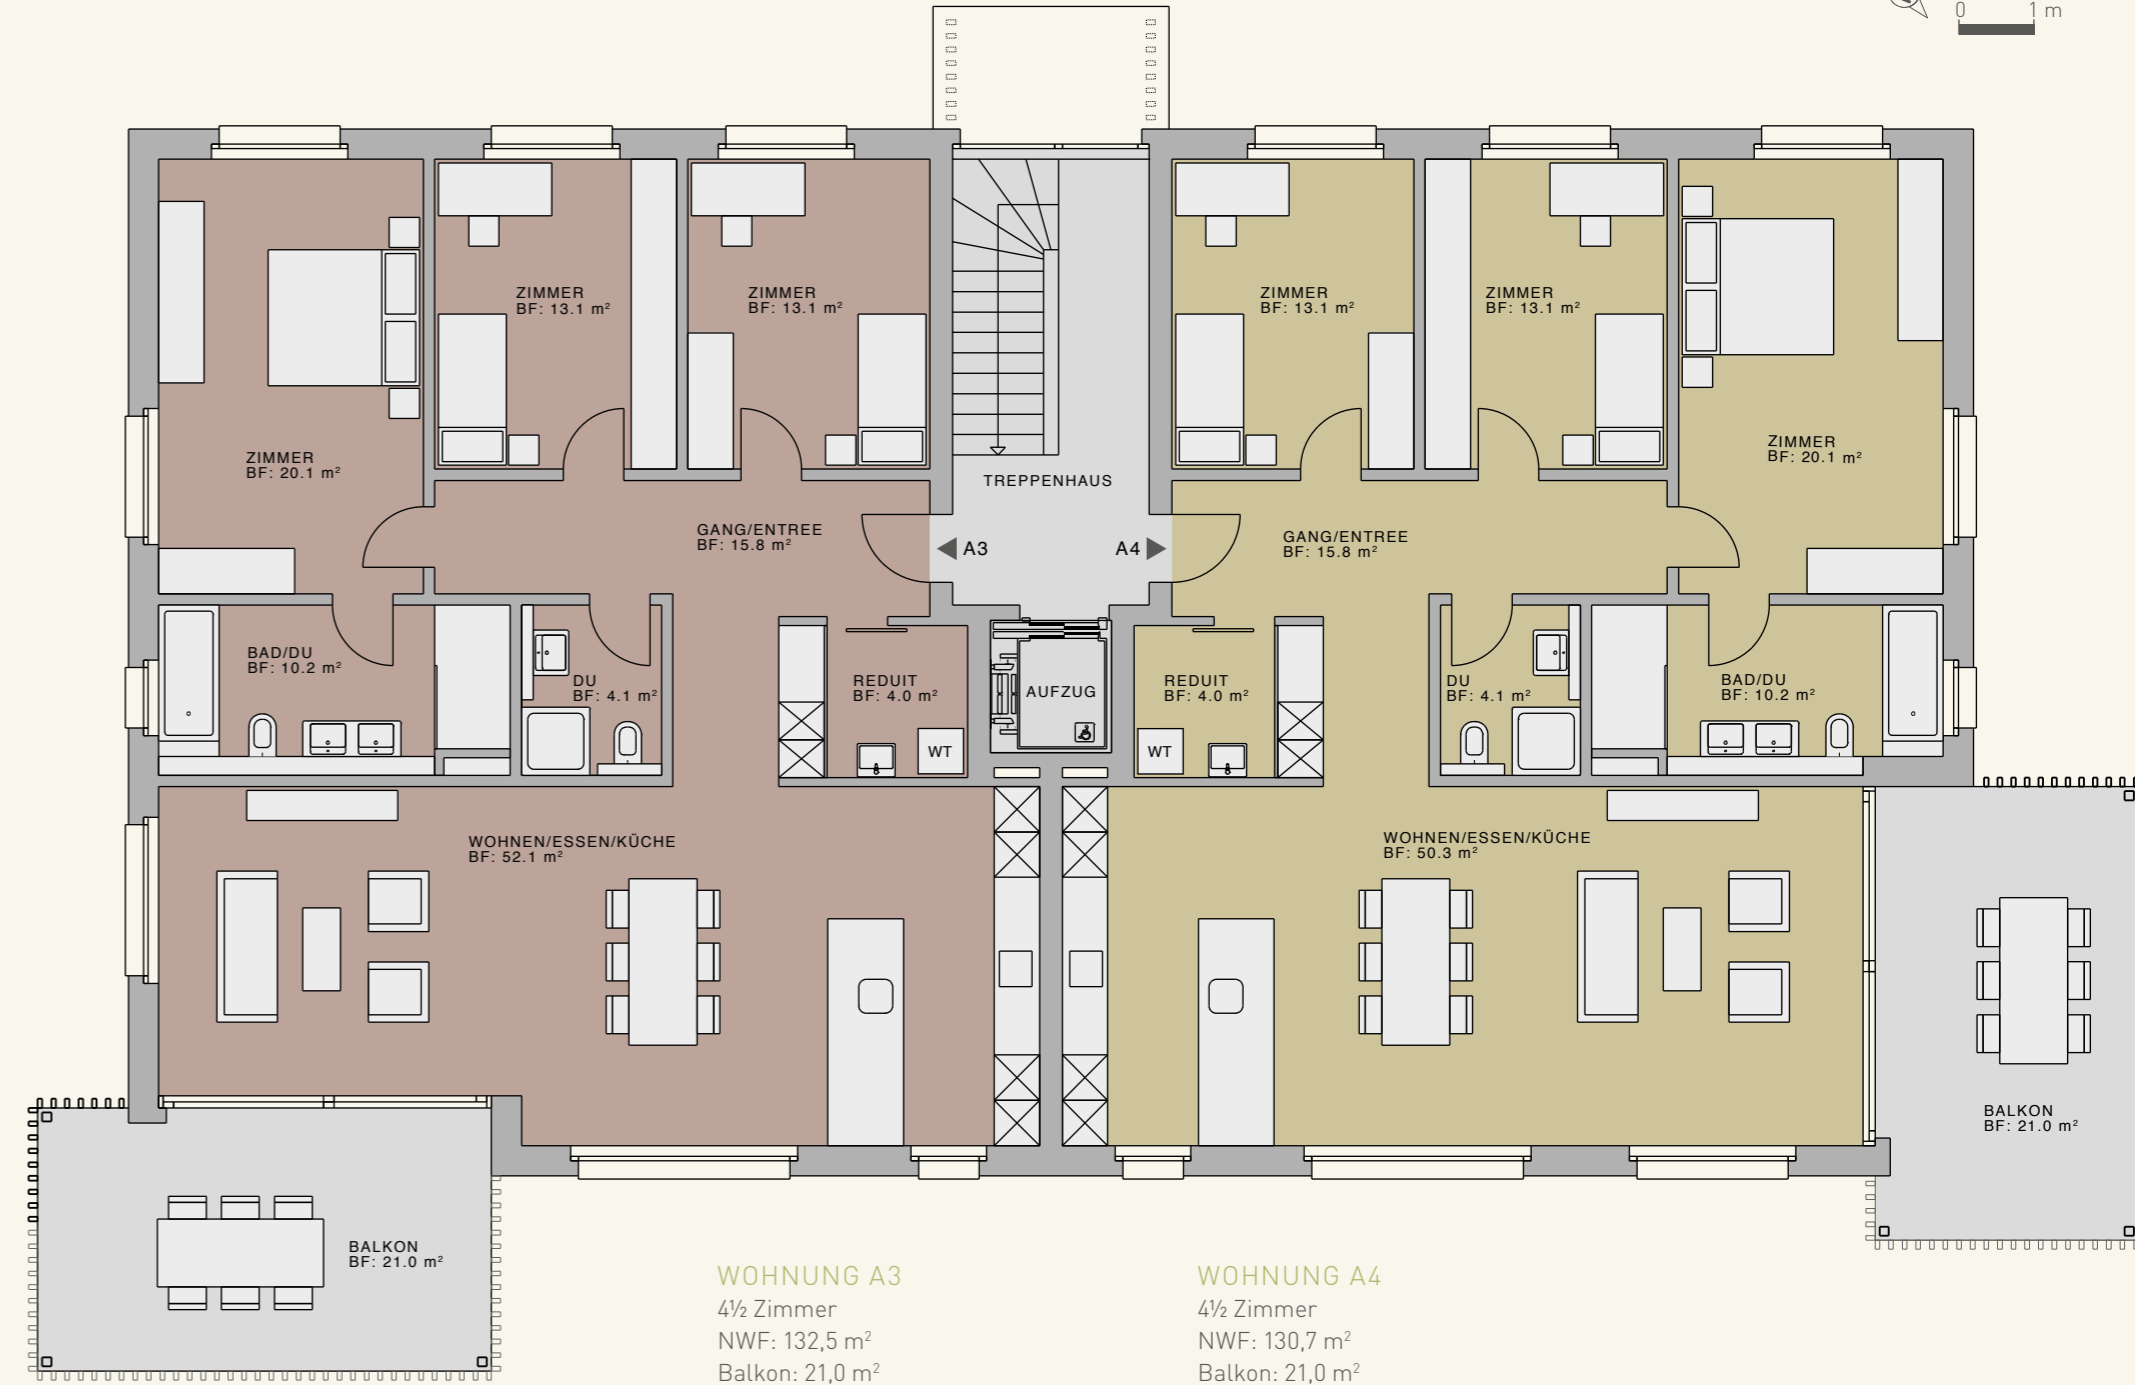 0 1 m
ZIMMER
BF: 13.1 m²
ZIMMER
BF: 13.1 m²
ZIMMER
BF: 13.1 m²
ZIMMER
BF: 13.1 m²
ZIMMER
BF: 20.1 m²
ZIMMER
BF: 20.1 m²
TREPPENHAUS
GANG/ENTREE
BF: 15.8 m²
A3
A4
GANG/ENTREE
BF: 15.8 m²
BAD/DU
BF: 10.2 m²
DU
BF: 4.1 m²
REDUIT
BF: 4.0 m²
WT
AUFZUG
REDUIT
BF: 4.0 m²
WT
DU
BF: 4.1 m²
BAD/DU
BF: 10.2 m²
WOHNEN/ESSEN/KÜCHE
BF: 52.1 m²
WOHNEN/ESSEN/KÜCHE
BF: 50.3 m²
BALKON
BF: 21.0 m²
BALKON
BF: 21.0 m²
WOHNUNG A3
4½ Zimmer
NWF: 132,5 m²
Balkon: 21,0 m²
WOHNUNG A4
4½ Zimmer
NWF: 130,7 m²
Balkon: 21,0 m²